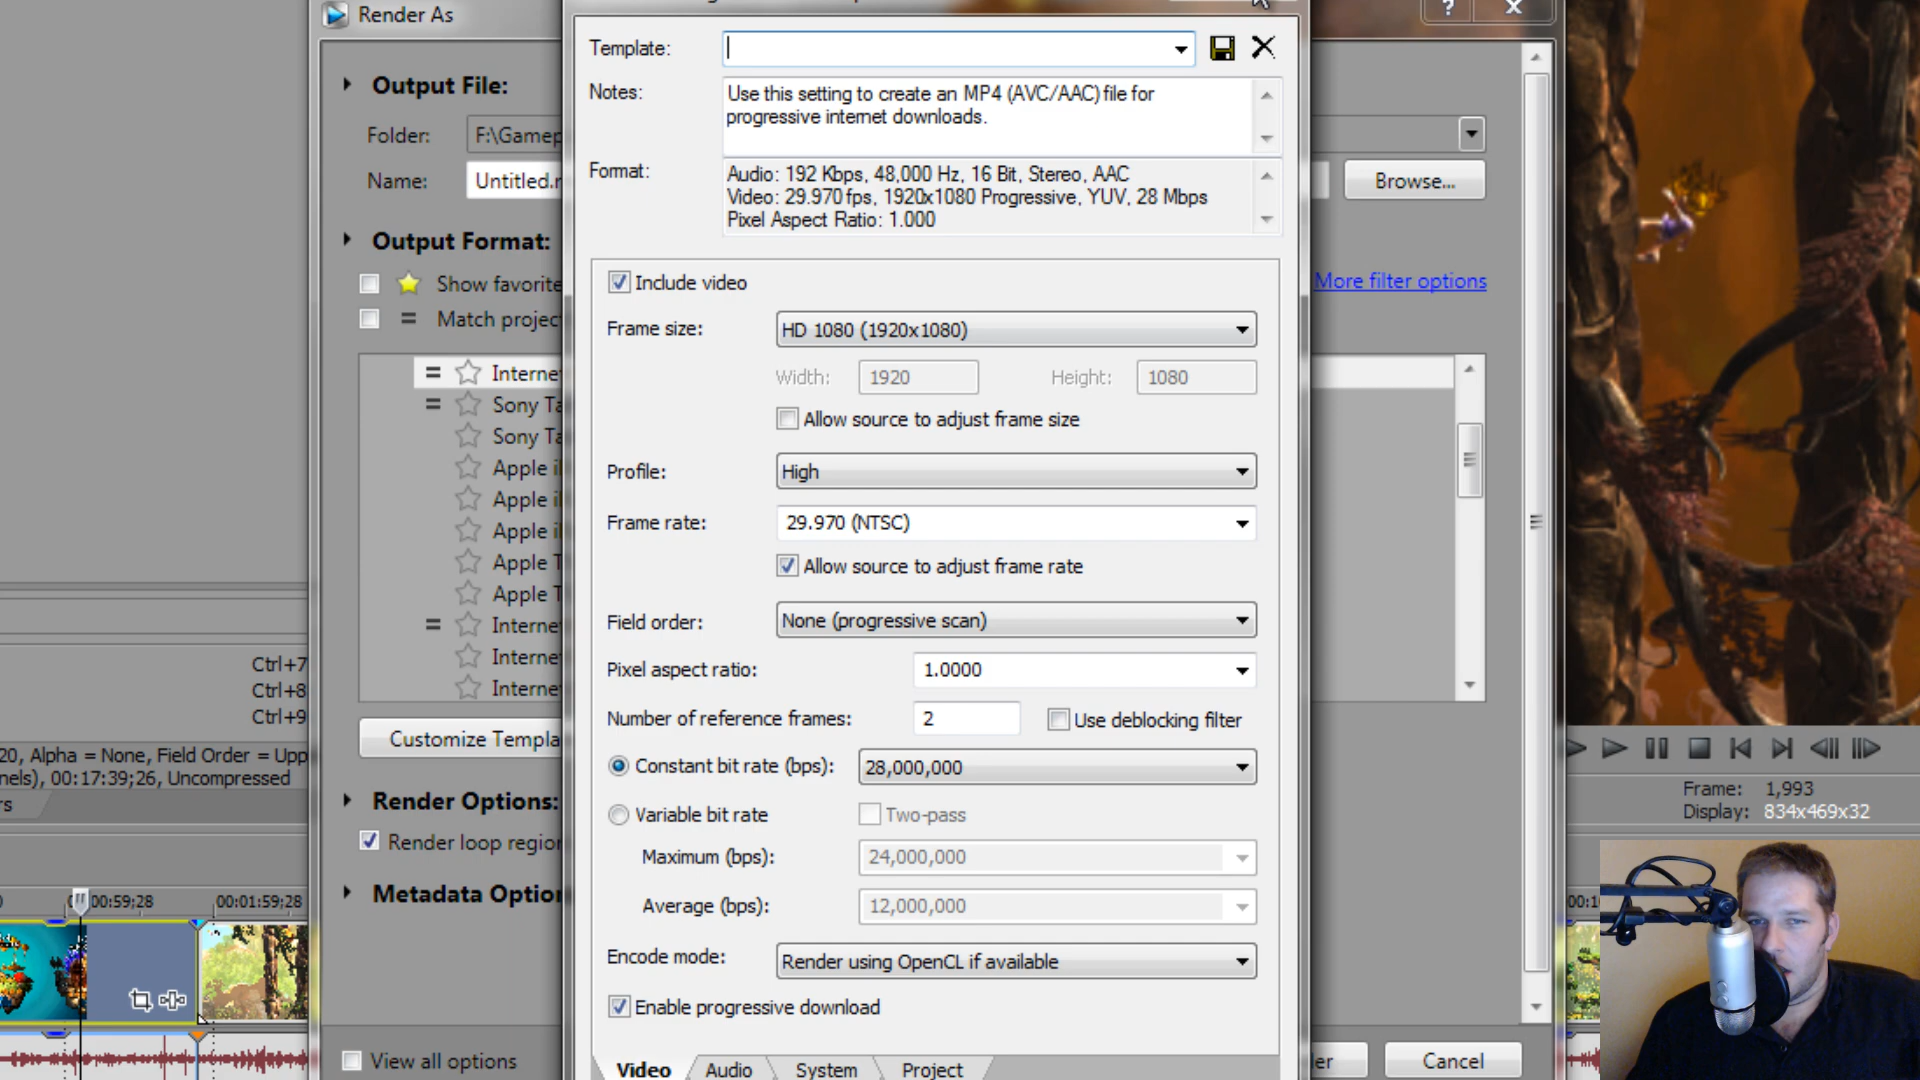 Render As
?
Template:
Notes:
Use this setting to create an MP4 (AVC/AAC) file for
progressive internet downloads.
Format:
Audio: 192 Kbps, 48,000 Hz, 16 Bit, Stereo, AAC
Video: 29.970 fps, 1920x1080 Progressive, YUV, 28 Mbps
Pixel Aspect Ratio: 1.000
Output File:
Folder:
F:\Gamep
Name:
Untitled.r
Browse...
Output Format:
Show favorite
Match projec
More filter options
= Interne
= Sony Ta
Sony Ta
Apple i
Apple i
Apple i
Apple T
Apple T
= Interne
Interne
Interne
Customize Templa
Render Options:
Render loop region
Metadata Option
View all options
Include video
Frame size: HD 1080 (1920x1080)
Width: 1920 Height: 1080
Allow source to adjust frame size
Profile: High
Frame rate: 29.970 (NTSC)
Allow source to adjust frame rate
Field order: None (progressive scan)
Pixel aspect ratio: 1.0000
Number of reference frames: 2 Use deblocking filter
Constant bit rate (bps): 28,000,000
Variable bit rate Two-pass
Maximum (bps): 24,000,000
Average (bps): 12,000,000
Encode mode: Render using OpenCL if available
Enable progressive download
Video Audio System Project
der Cancel
Ctrl+7
Ctrl+8
Ctrl+9
20, Alpha = None, Field Order = Upp
nels), 00:17:39;26, Uncompressed
rs
00:59;28 00:01:59;28
Frame: 1,993
Display: 834x469x32
00:1